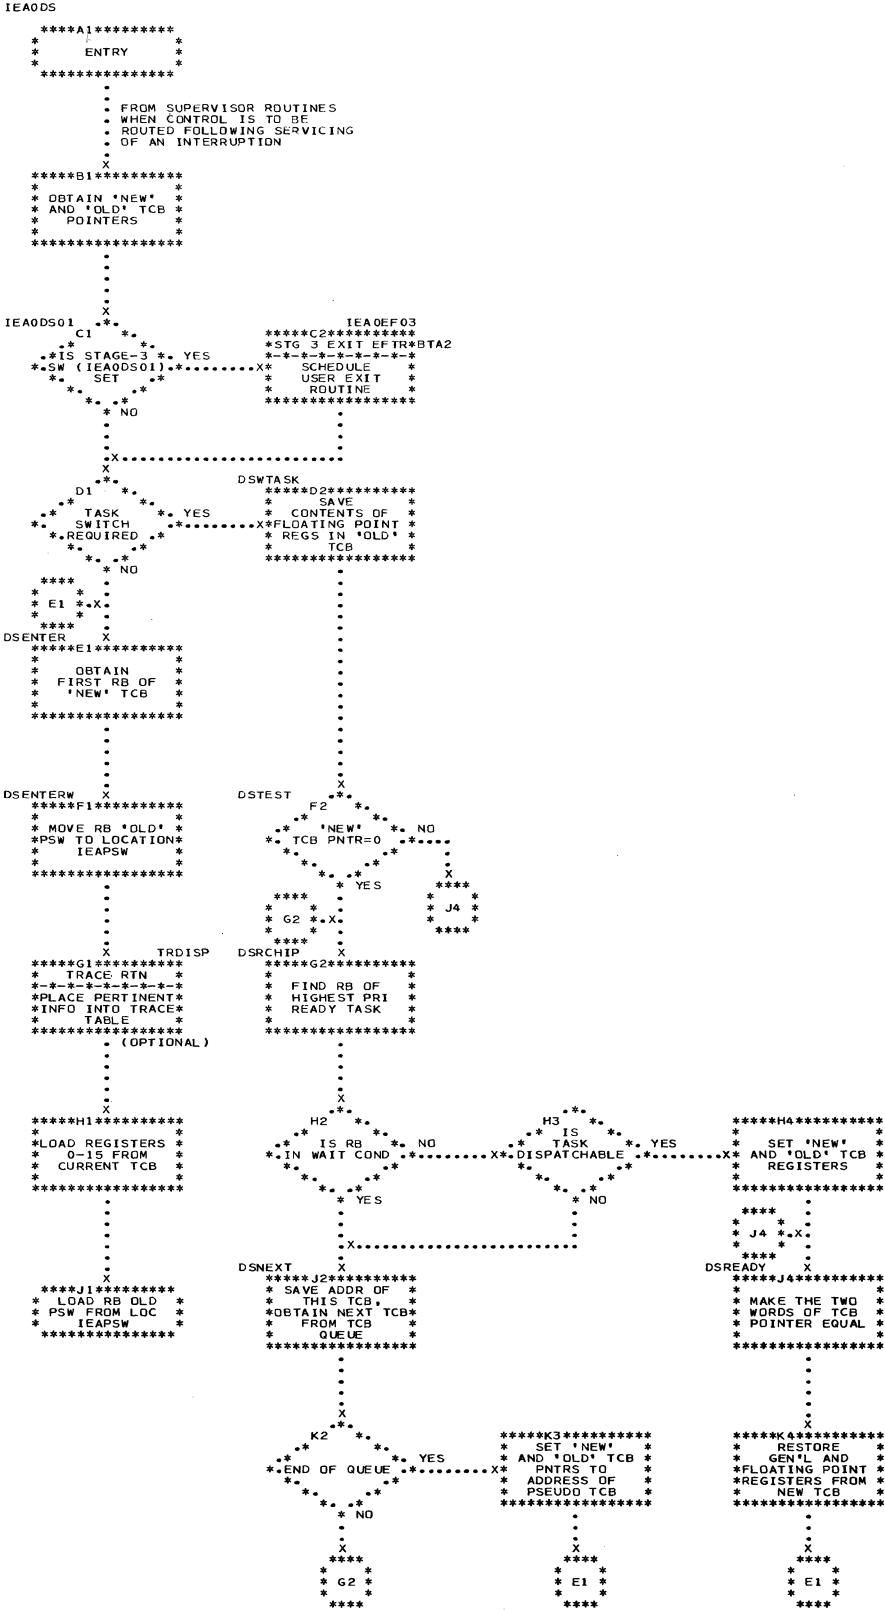 IEA0DS
A1
ENTRY
FROM SUPERVISOR ROUTINES
WHEN CONTROL IS TO BE
ROUTED FOLLOWING SERVICING
OF AN INTERRUPTION
B1
OBTAIN 'NEW'
AND 'OLD' TCB
POINTERS
IEA0DS01
C1
IS STAGE-3
SW (IEA0DS01)
SET
YES
NO
IEA0EF03
C2
STG 3 EXIT EFTR*BTA2
SCHEDULE
USER EXIT
ROUTINE
D1
TASK
SWITCH
REQUIRED
YES
NO
DSWTASK
D2
SAVE
CONTENTS OF
FLOATING POINT
REGS IN 'OLD'
TCB
E1
DSENTER
E1
OBTAIN
FIRST RB OF
'NEW' TCB
DSENTERW
F1
MOVE RB 'OLD'
PSW TO LOCATION
IEAPSW
DSTEST
F2
'NEW'
TCB PNTR=0
NO
YES
J4
G2
TRDISP
G1
TRACE RTN
PLACE PERTINENT
INFO INTO TRACE
TABLE
(OPTIONAL)
DSRCHIP
G2
FIND RB OF
HIGHEST PRI
READY TASK
H1
LOAD REGISTERS
0-15 FROM
CURRENT TCB
H2
IS RB
IN WAIT COND
NO
YES
H3
IS
TASK
DISPATCHABLE
YES
NO
H4
SET 'NEW'
AND 'OLD' TCB
REGISTERS
J4
J1
LOAD RB OLD
PSW FROM LOC
IEAPSW
DSNEXT
J2
SAVE ADDR OF
THIS TCB,
OBTAIN NEXT TCB
FROM TCB
QUEUE
DSREADY
J4
MAKE THE TWO
WORDS OF TCB
POINTER EQUAL
K2
END OF QUEUE
YES
NO
K3
SET 'NEW'
AND 'OLD' TCB
PNTRS TO
ADDRESS OF
PSEUDO TCB
K4
RESTORE
GEN'L AND
FLOATING POINT
REGISTERS FROM
NEW TCB
G2
E1
E1